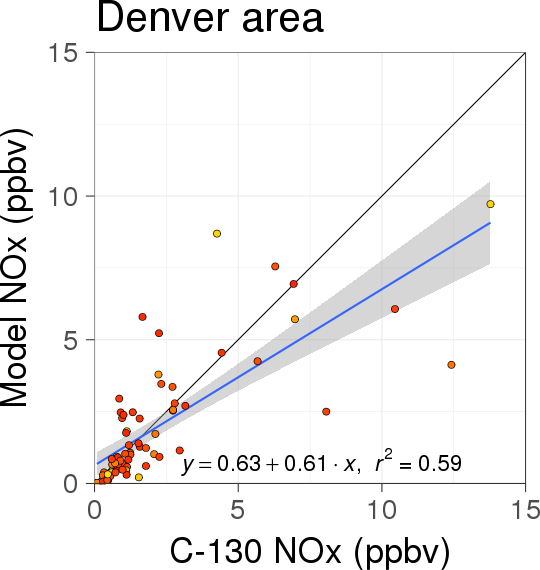 Denver area
Model NOx (ppbv)
15
10
5
0
y = 0.63 + 0.61 · x, r² = 0.59
0 5 10 15
C-130 NOx (ppbv)